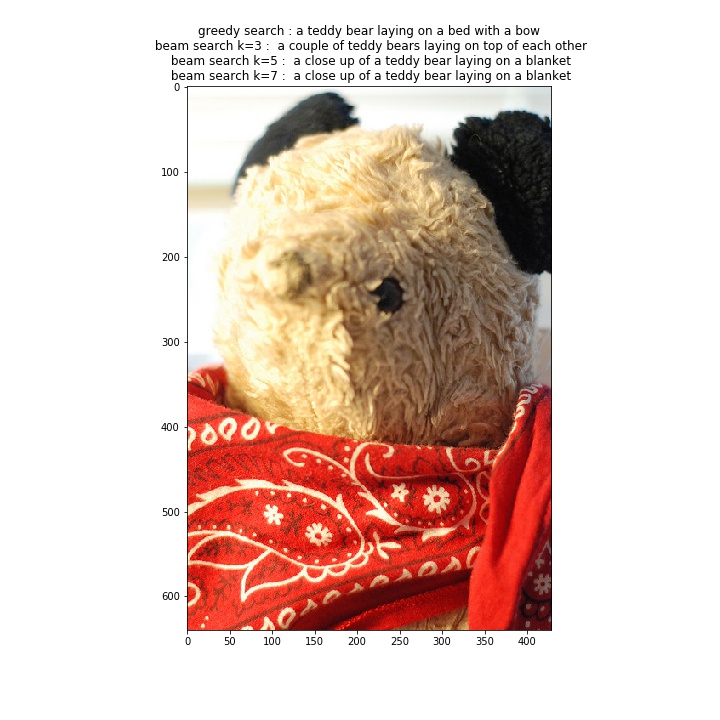 greedy search : a teddy bear laying on a bed with a bow
beam search k=3 :  a couple of teddy bears laying on top of each other
beam search k=5 :  a close up of a teddy bear laying on a blanket
beam search k=7 :  a close up of a teddy bear laying on a blanket
0
100
200
300
400
500
600
0 50 100 150 200 250 300 350 400